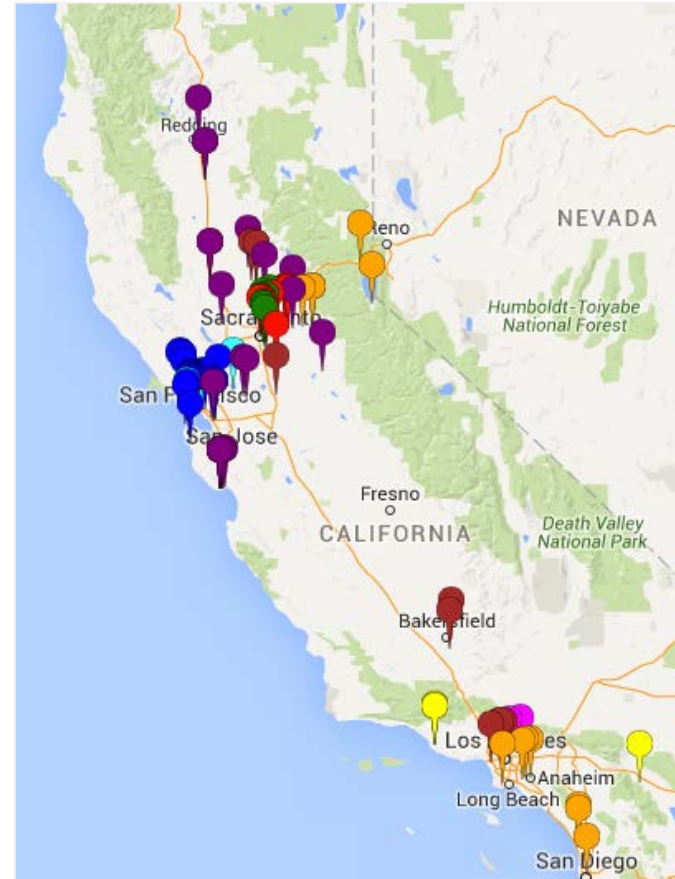 Redding
Reno
NEVADA
Humboldt-Toiyabe
National Forest
Sacramento
San Francisco
San Jose
Fresno
CALIFORNIA
Death Valley
National Park
Bakersfield
Los Angeles
Anaheim
Long Beach
San Diego